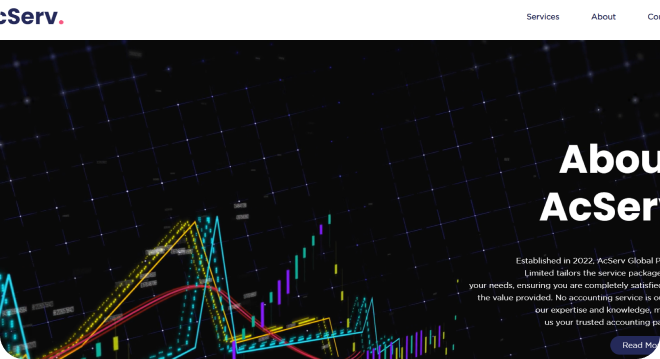 cServ.
Services About Co
Abou
AcServ
Established in 2022, AcServ Global P
Limited tailors the service package
your needs, ensuring you are completely satisfied
the value provided. No accounting service is o
our expertise and knowledge, m
us your trusted accounting pa
Read Mo